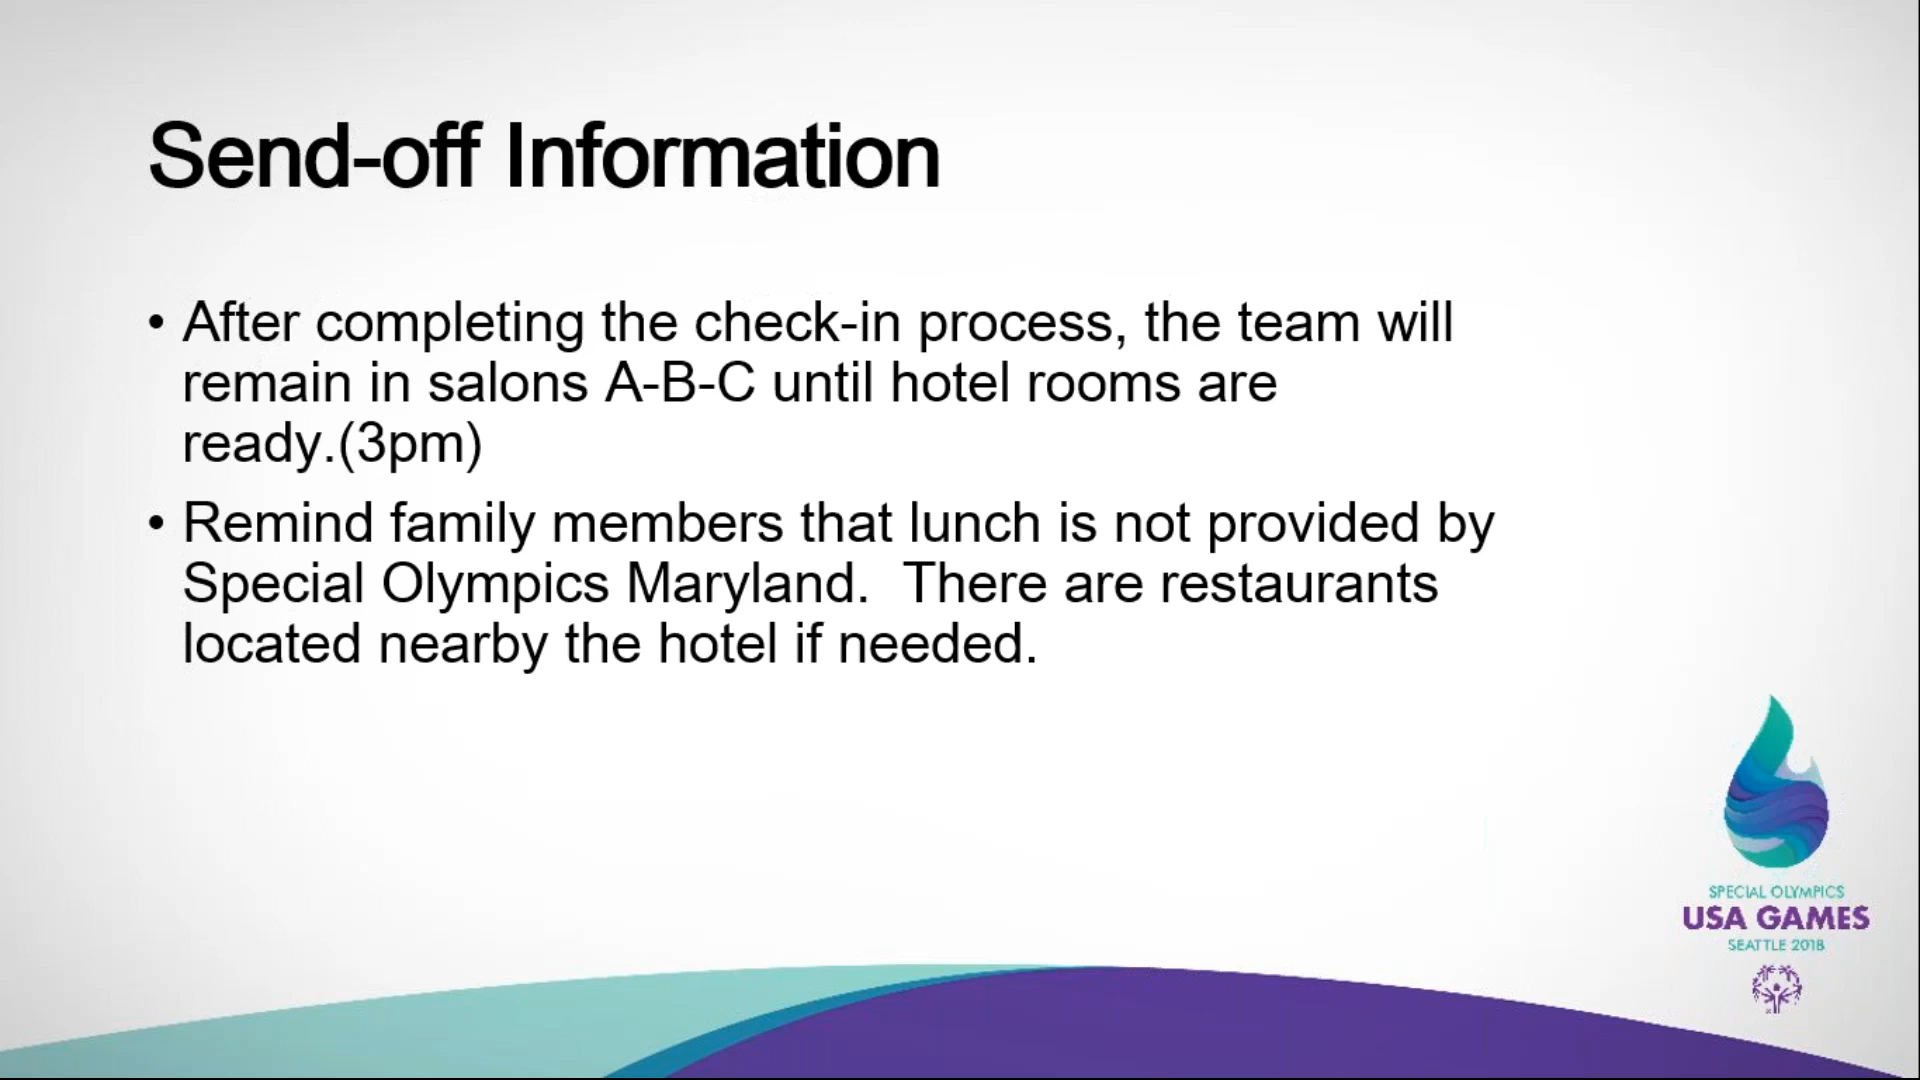 Send-off Information
• After completing the check-in process, the team will
remain in salons A-B-C until hotel rooms are
ready.(3pm)
• Remind family members that lunch is not provided by
Special Olympics Maryland.  There are restaurants
located nearby the hotel if needed.
SPECIAL OLYMPICS
USA GAMES
SEATTLE 2018